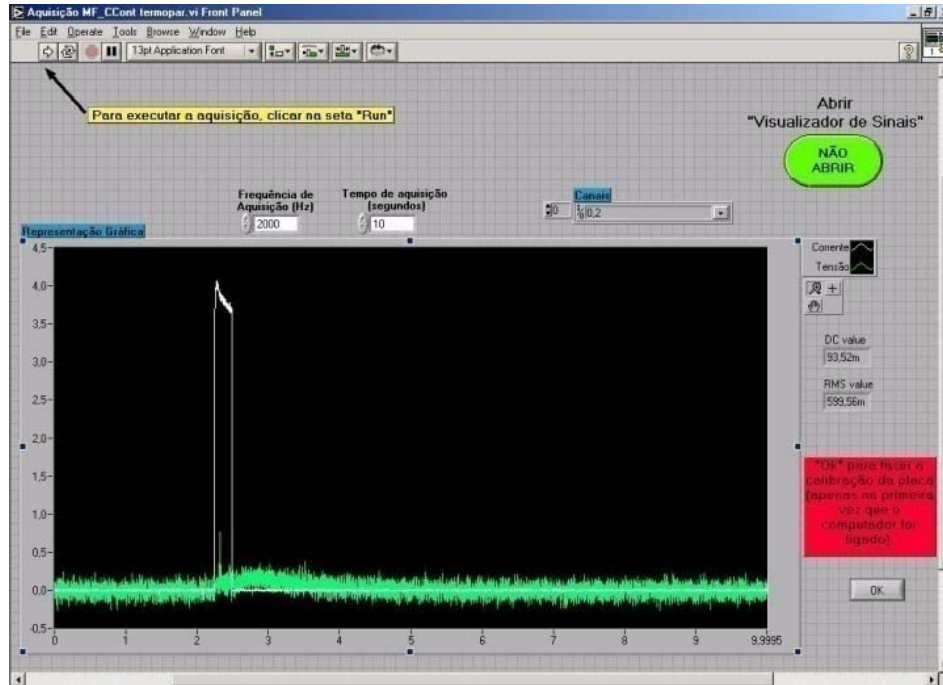 Aquisição MF_CCont termopar.vi Front Panel
File Edit Operate Tools Browse Window Help
13pt Application Font
Para executar a aquisição, clicar na seta "Run"
Abrir
"Visualizador de Sinais"
NÃO
ABRIR
Frequência de
Aquisição (Hz)
2000
Tempo de aquisição
(segundos)
10
Canais
0
0,2
Representação Gráfica
4,5
4,0
3,5
3,0
2,5
2,0
1,5
1,0
0,5
0,0
-0,5
0 1 2 3 4 5 6 7 8 9 9,9995
Corrente
Tensão
DC value
93,52m
RMS value
599,56m
"Ok" para fazer a
calibração da placa
(apenas na primeira
vez que o
computador for
ligado).
OK